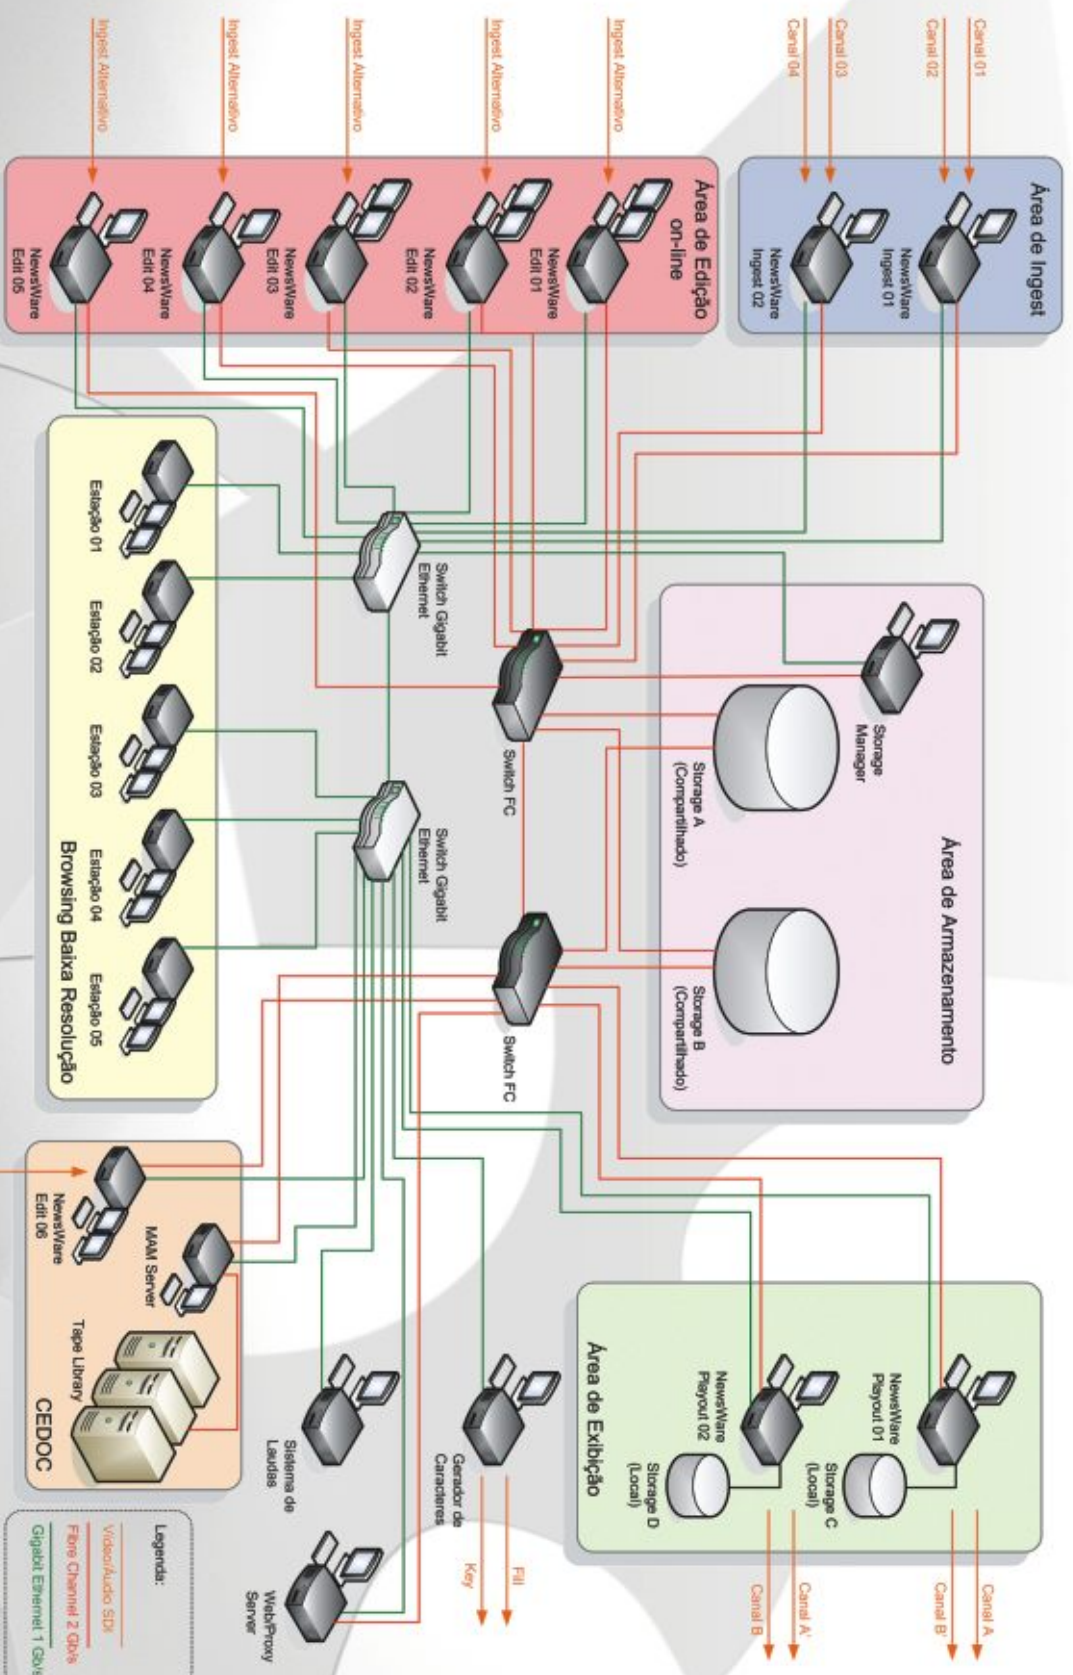 Canal 01
Canal 02
Canal 03
Canal 04
Ingest Alternativo
Ingest Alternativo
Ingest Alternativo
Ingest Alternativo
Ingest Alternativo
Área de Ingest
NewsWare
Ingest 01
NewsWare
Ingest 02
Área de Edição
on-line
NewsWare
Edit 01
NewsWare
Edit 02
NewsWare
Edit 03
NewsWare
Edit 04
NewsWare
Edit 05
Área de Armazenamento
Storage
Manager
Storage A
(Compartilhado)
Storage B
(Compartilhado)
Switch FC
Switch FC
Switch Gigabit
Ethernet
Switch Gigabit
Ethernet
Estação 01
Estação 02
Estação 03
Estação 04
Estação 05
Browsing Baixa Resolução
Área de Exibição
NewsWare
Playout 01
Storage C
(Local)
NewsWare
Playout 02
Storage D
(Local)
Canal A
Canal B'
Canal A'
Canal B
Gerador de
Caracteres
Fill
Key
Sistema de
Laudas
Web/Proxy
Server
NewsWare
Edit 06
MAM Server
Tape Library
CEDOC
Legenda:
Vídeo/Áudio SDI
Fibre Channel 2 Gb/s
Gigabit Ethernet 1 Gb/s